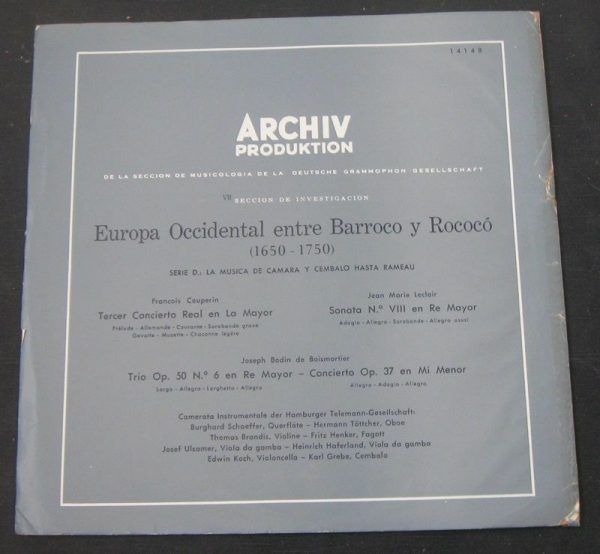 14148
ARCHIV
PRODUKTION
DE LA SECCION DE MUSICOLOGIA DE LA DEUTSCHE GRAMMOPHON GESELLSCHAFT
VII SECCION DE INVESTIGACION
Europa Occidental entre Barroco y Rococó
(1650 - 1750)
SERIE D.: LA MUSICA DE CAMARA Y CEMBALO HASTA RAMEAU
François Couperin
Tercer Concierto Real en La Mayor
Prélude - Allemande - Courante - Sarabande grave
Gavotte - Musette - Chaconne légère
Jean Marie Leclair
Sonata N.º VIII en Re Mayor
Adagio - Allegro - Sarabande - Allegro assai
Joseph Bodin de Boismortier
Trio Op. 50 N.º 6 en Re Mayor – Concierto Op. 37 en Mi Menor
Largo - Allegro - Larghetto - Allegro
Allegro - Adagio - Allegro
Camerata Instrumentale der Hamburger Telemann-Gesellschaft:
Burghard Schaeffer, Querflöte – Hermann Töttcher, Oboe
Thomas Brandis, Violine – Fritz Henker, Fagott
Josef Ulsamer, Viola da gamba – Heinrich Haferland, Viola da gamba
Edwin Koch, Violoncello – Karl Grebe, Cembalo